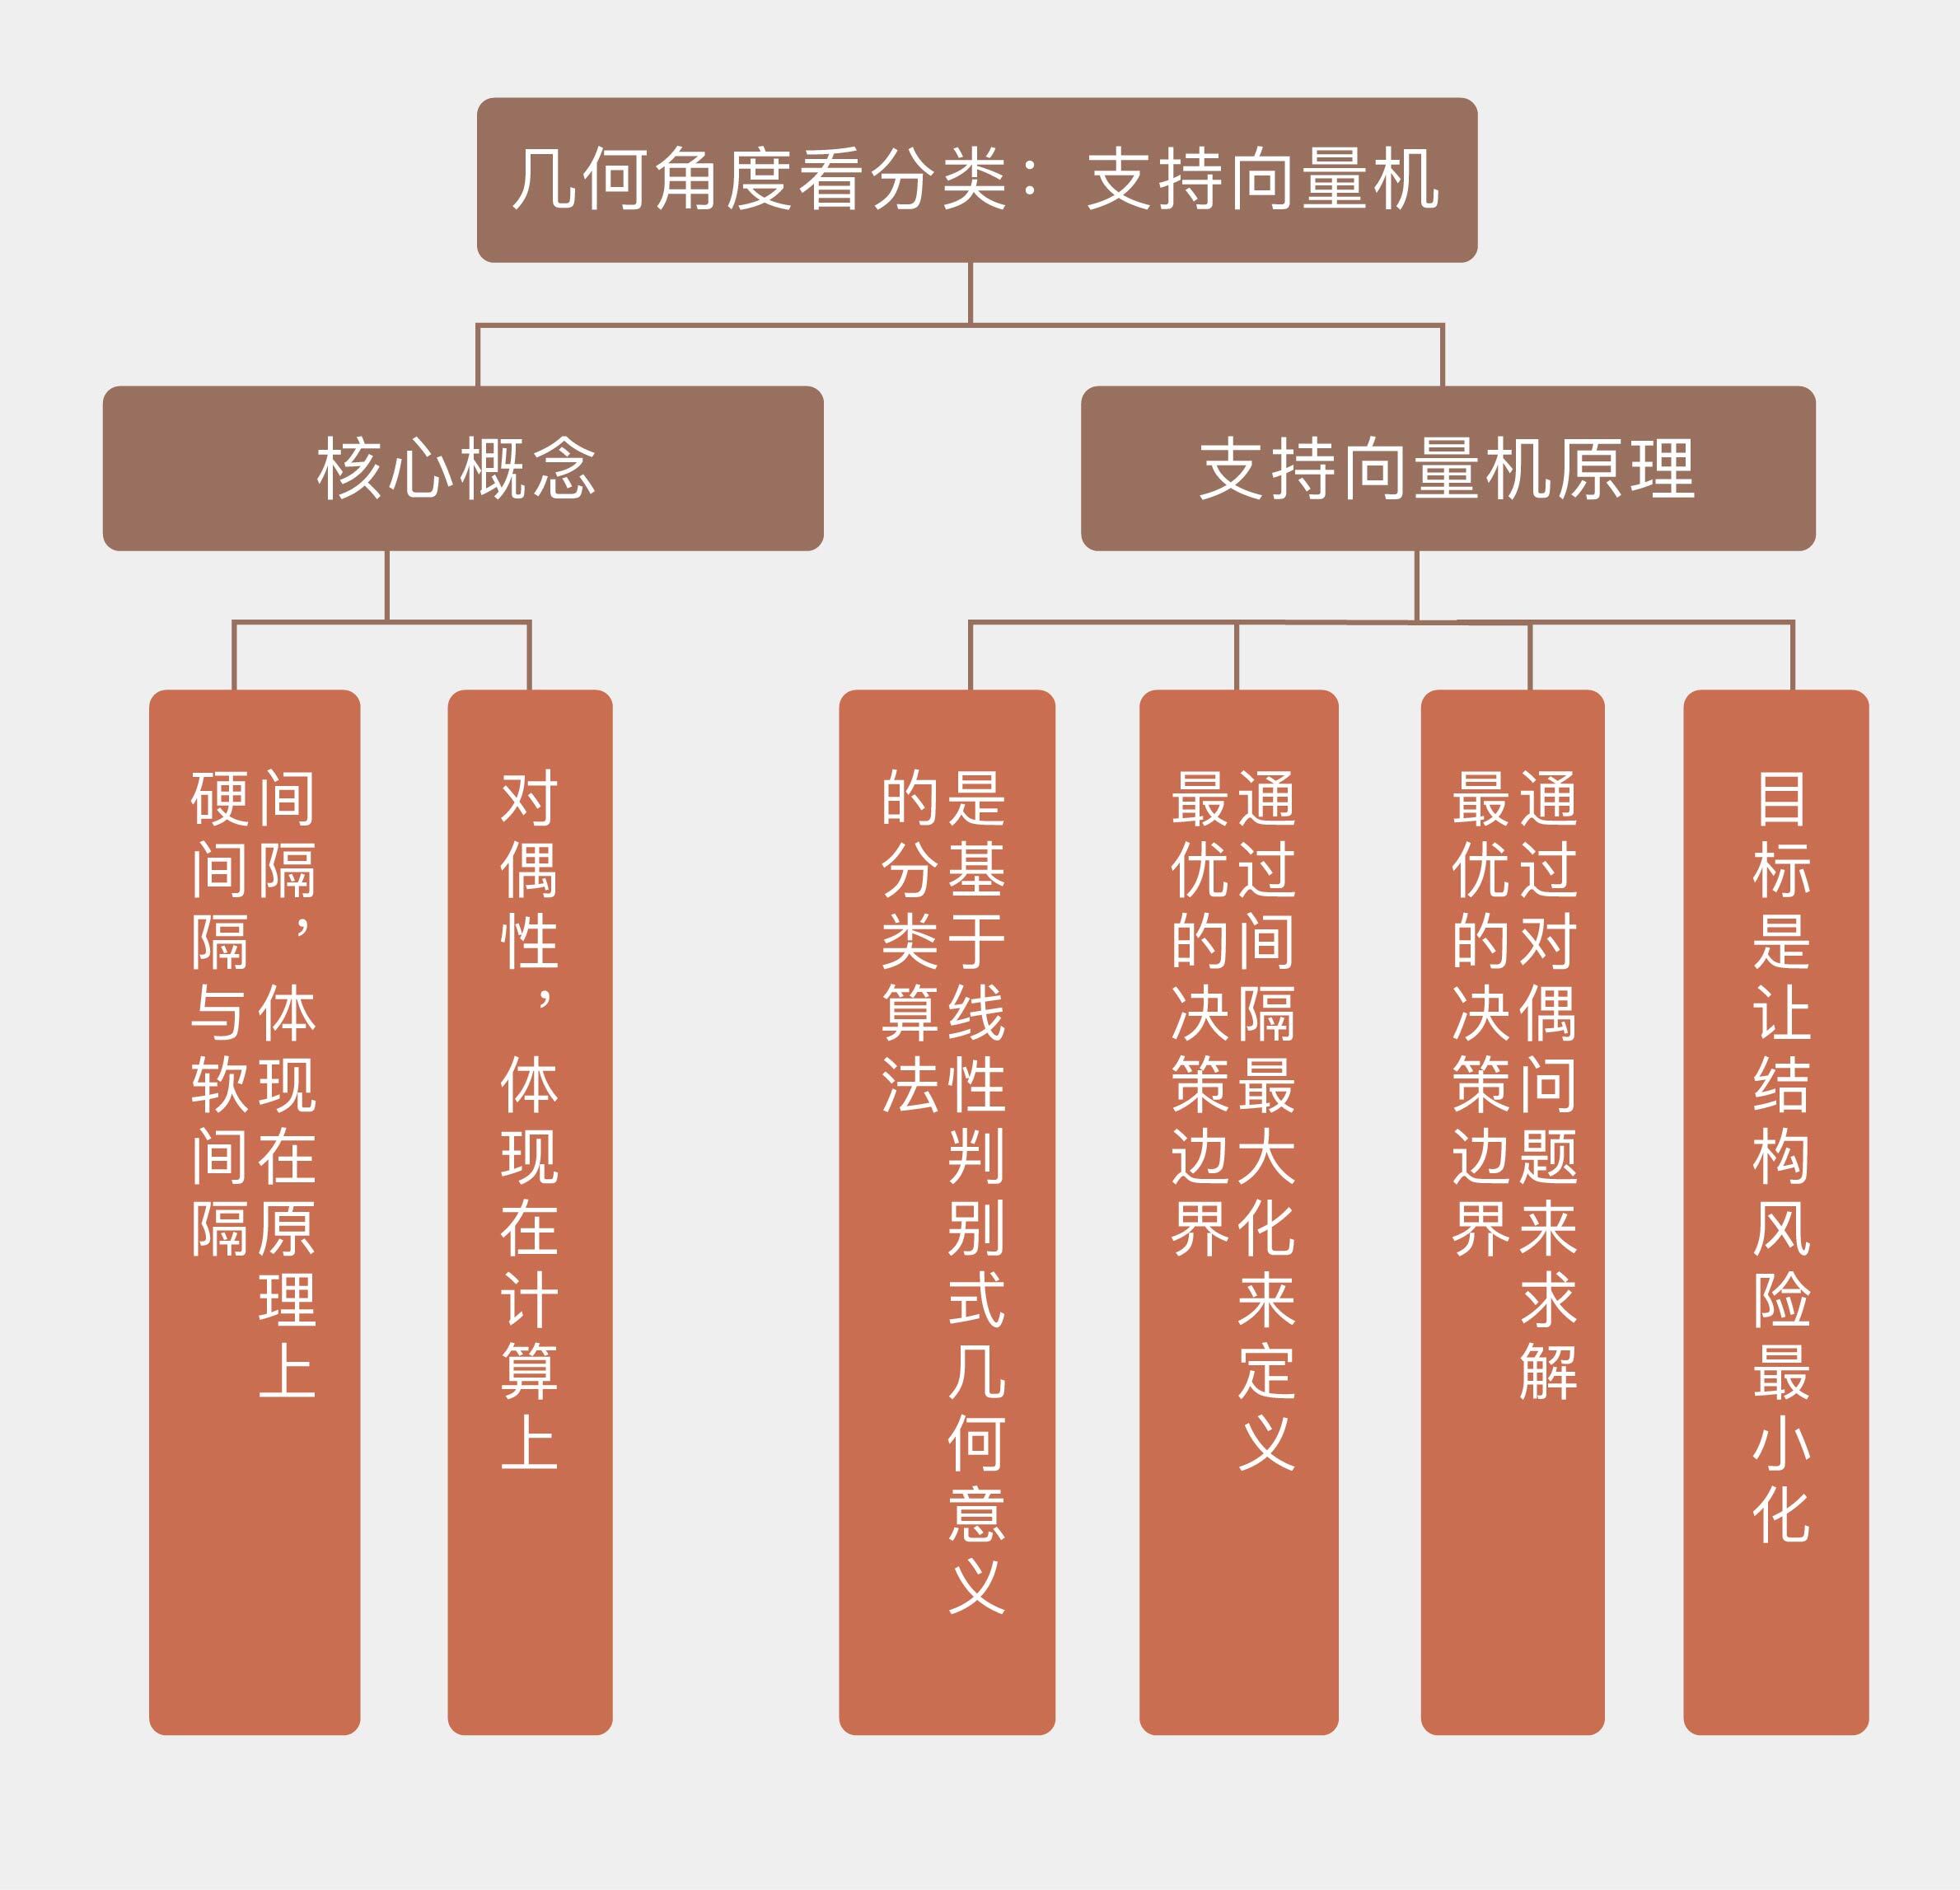 几何角度看分类：支持向量机
核心概念
支持向量机原理
间隔，体现在原理上
硬间隔与软间隔
对偶性，体现在计算上
是基于线性判别式几何意义
的分类算法
通过间隔最大化来定义
最优的决策边界
通过对偶问题来求解
最优的决策边界
目标是让结构风险最小化